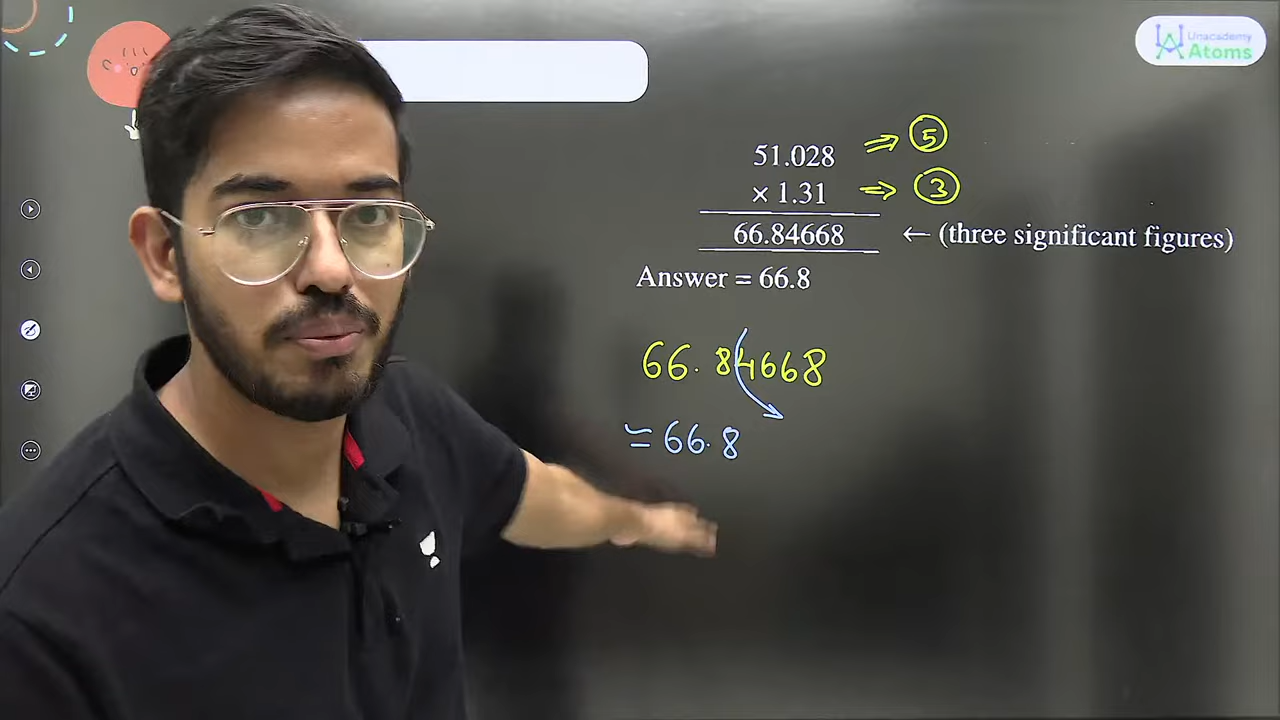 Unacademy
Atoms
51.028 ⇒ 5
× 1.31 ⇒ 3
66.84668 ← (three significant figures)
Answer = 66.8
66.84668
≃ 66.8